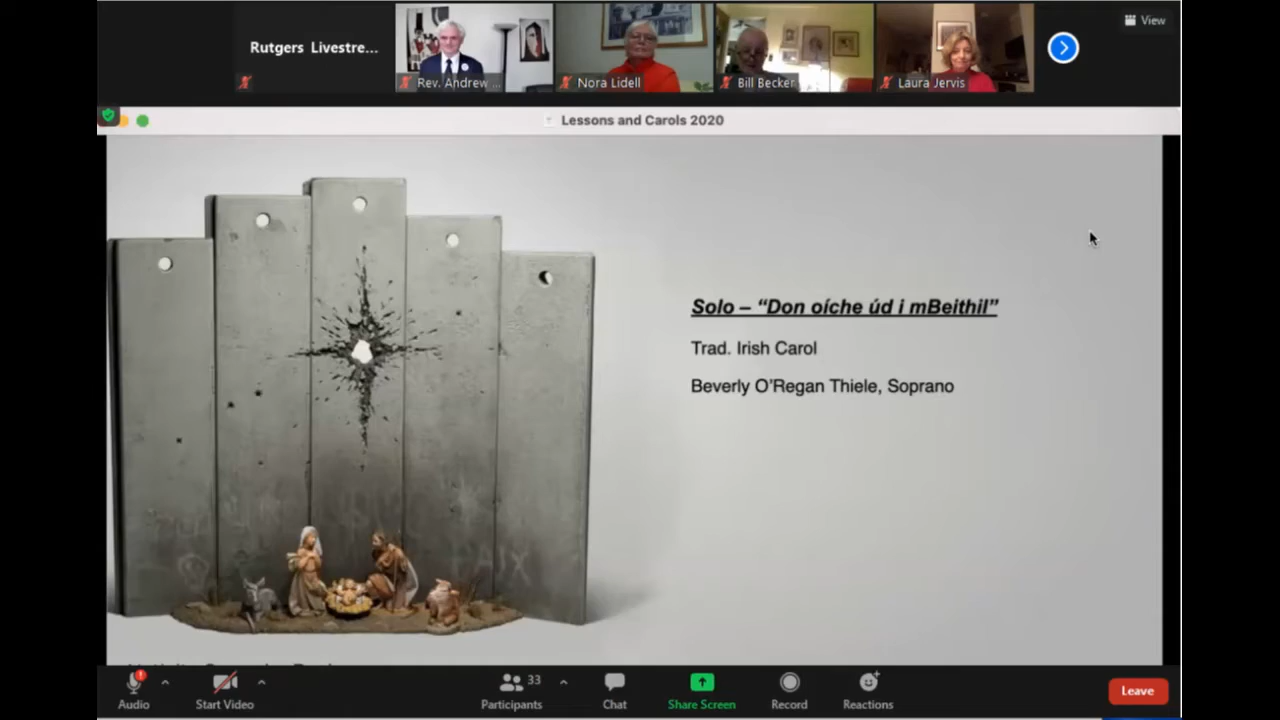 Rutgers Livestre...
Rev. Andrew ...
Nora Lidell
Bill Becker
Laura Jervis
View
Lessons and Carols 2020
Solo – “Don oíche úd i mBeithil”
Trad. Irish Carol
Beverly O’Regan Thiele, Soprano
PAIX
Audio
Start Video
33
Participants
Chat
Share Screen
Record
Reactions
Leave